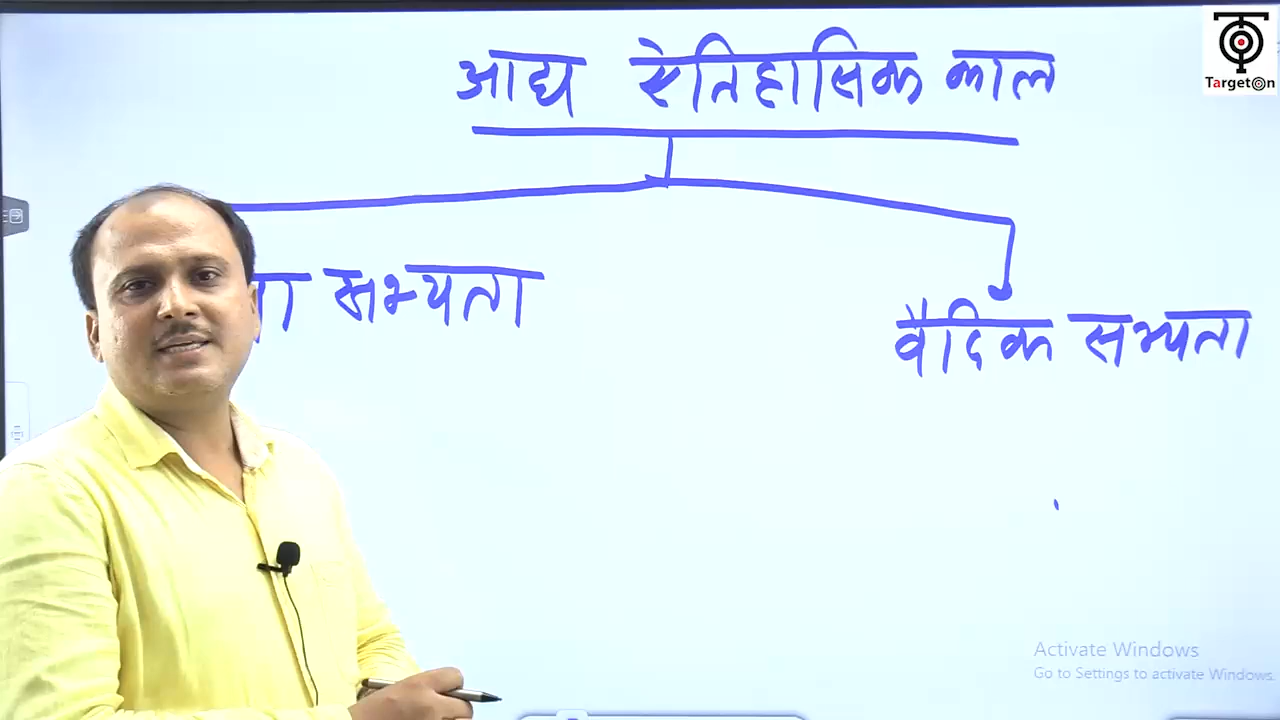 आद्य ऐतिहासिक काल
TargetOn
सभ्यता
वैदिक सभ्यता
Activate Windows
Go to Settings to activate Windows.